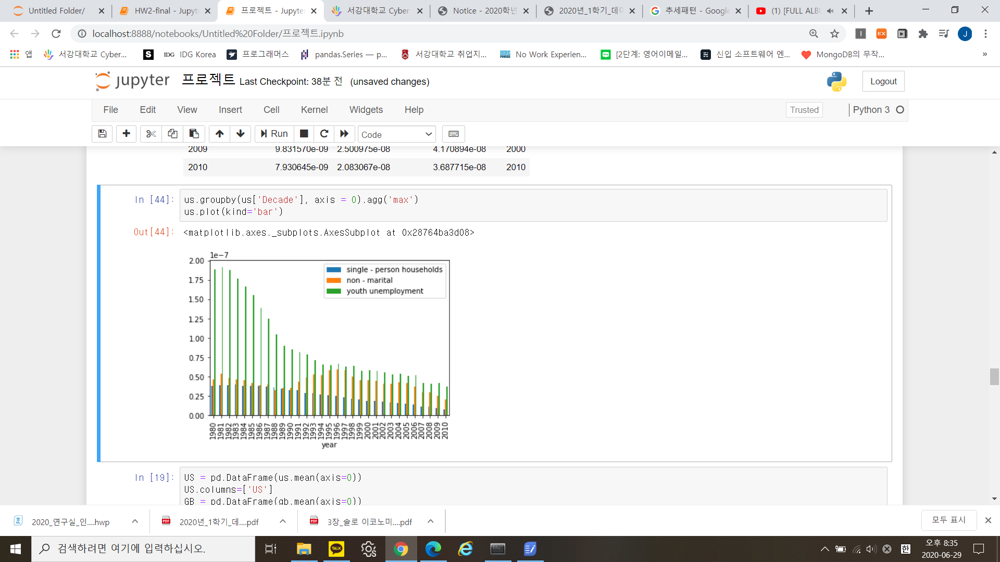 Untitled Folder/
HW2-final - Jupyt
프로젝트 - Jupyter
서강대학교 Cyber
Notice - 2020학년
2020년_1학기_데이
추세패턴 - Google
(1) [FULL ALBU
localhost:8888/notebooks/Untitled%20Folder/프로젝트.ipynb
J
앱
서강대학교 Cyber...
S
IDG IDG Korea
프로그래머스
pandas.Series — p...
서강대학교 취업지...
No Work Experien...
[2단계: 영어이메일...
신입 소프트웨어 엔...
MongoDB의 무작...
»
jupyter 프로젝트 Last Checkpoint: 38분 전 (unsaved changes)
Logout
File Edit View Insert Cell Kernel Widgets Help
Trusted
Python 3
Run
Code
2009 9.831570e-09 2.500975e-08 4.170894e-08 2000
2010 7.930645e-09 2.083067e-08 3.687715e-08 2010
In [44]: us.groupby(us['Decade'], axis = 0).agg('max')
us.plot(kind='bar')
Out[44]: <matplotlib.axes._subplots.AxesSubplot at 0x28764ba3d08>
1e-7
2.00
1.75
1.50
1.25
1.00
0.75
0.50
0.25
0.00
single - person households
non - marital
youth unemployment
1980 1981 1982 1983 1984 1985 1986 1987 1988 1989 1990 1991 1992 1993 1994 1995 1996 1997 1998 1999 2000 2001 2002 2003 2004 2005 2006 2007 2008 2009 2010
year
In [19]: US = pd.DataFrame(us.mean(axis=0))
US.columns=['US']
GB = pd.DataFrame(gb.mean(axis=0))
2020_연구실_인....hwp
2020년_1학기_데....pdf
3장_솔로 이코노미....pdf
모두 표시
검색하려면 여기에 입력하십시오.
TALK
한
오후 8:35
2020-06-29